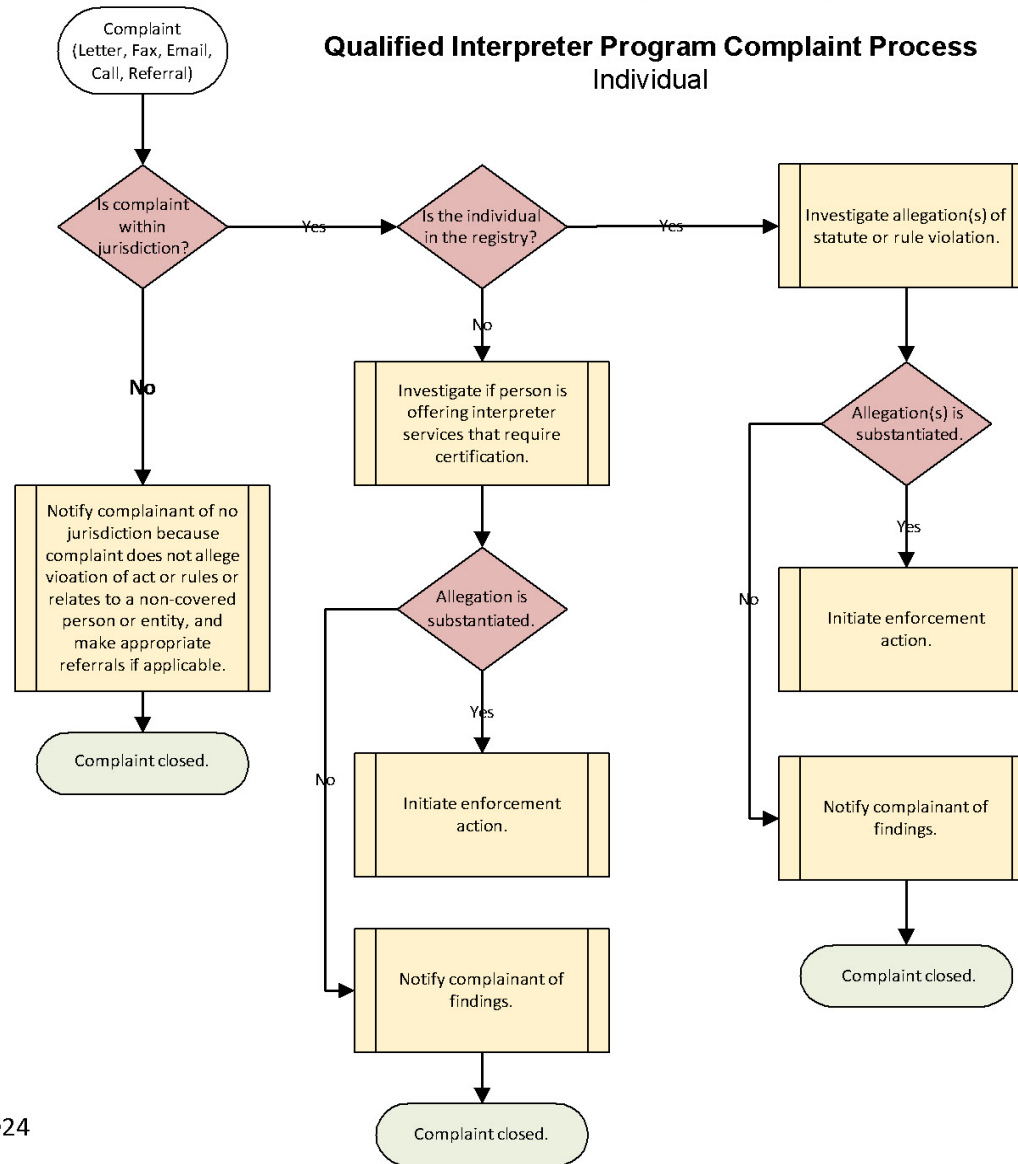 Complaint
(Letter, Fax, Email,
Call, Referral)
Qualified Interpreter Program Complaint Process
Individual
Is complaint
within
jurisdiction?
Yes
Is the individual
in the registry?
Yes
Investigate allegation(s) of
statute or rule violation.
No
No
Investigate if person is
offering interpreter
services that require
certification.
Allegation(s) is
substantiated.
Yes
No
Notify complainant of no
jurisdiction because
complaint does not allege
vioation of act or rules or
relates to a non-covered
person or entity, and
make appropriate
referrals if applicable.
Allegation is
substantiated.
Initiate enforcement
action.
Yes
No
Complaint closed.
Initiate enforcement
action.
Notify complainant of
findings.
Notify complainant of
findings.
Complaint closed.
Complaint closed.
24